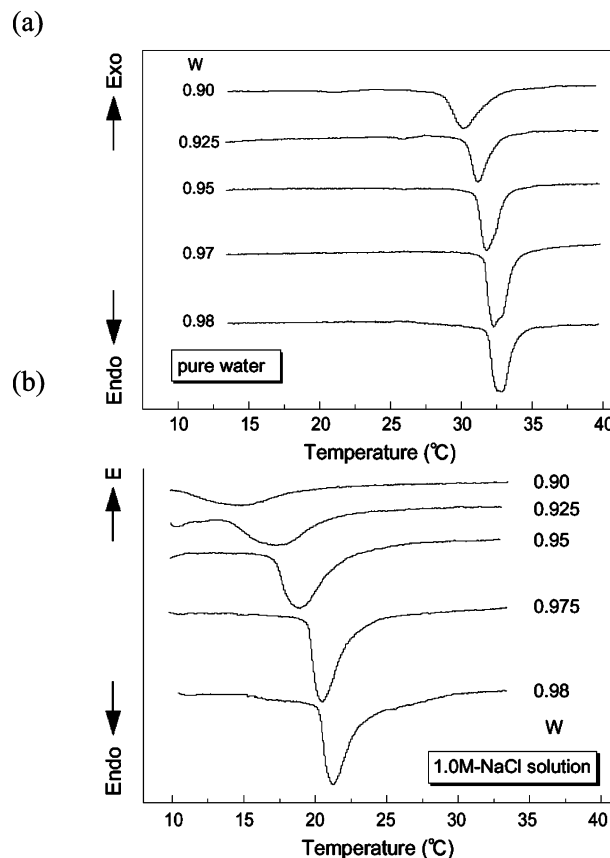 (a)
Exo
W
0.90
0.925
0.95
0.97
0.98
Endo
pure water
10 15 20 25 30 35 40
Temperature (℃)
(b)
E
0.90
0.925
0.95
0.975
0.98
W
Endo
1.0M-NaCl solution
10 15 20 25 30 35 40
Temperature (℃)